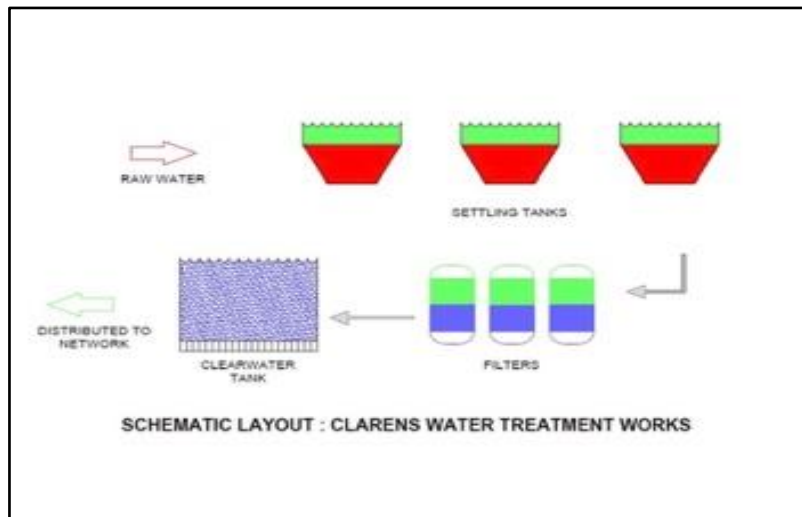 RAW WATER
SETTLING TANKS
DISTRIBUTED TO
NETWORK
CLEARWATER
TANK
FILTERS
SCHEMATIC LAYOUT : CLARENS WATER TREATMENT WORKS